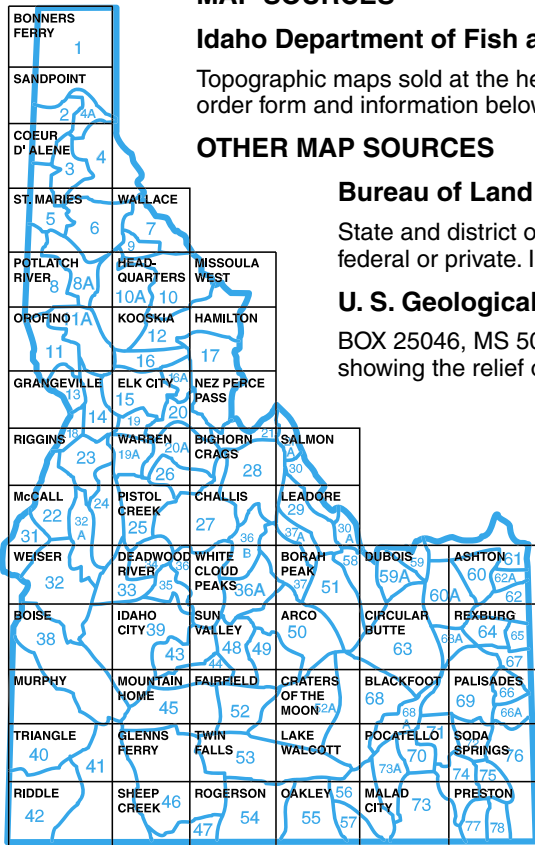 MAP SOURCES
Idaho Department of Fish a
Topographic maps sold at the he
order form and information below
OTHER MAP SOURCES
Bureau of Land
State and district o
federal or private. I
U. S. Geological
BOX 25046, MS 50
showing the relief o
BONNERS
FERRY
1
SANDPOINT
2 4A
COEUR
D' ALENE
3 4
ST. MARIES WALLACE
5 6 7
9
POTLATCH HEAD- MISSOULA
RIVER QUARTERS WEST
8 8A 10A 10
OROFINO 1A KOOSKIA HAMILTON
11 12 17
16
GRANGEVILLE ELK CITY 16A NEZ PERCE
PASS
13 14 15 19 20
RIGGINS 18 WARREN BIGHORN 21 SALMON
CRAGS
23 19A 20A 26 28 A 30
McCALL PISTOL CHALLIS LEADORE
CREEK
22 24 25 27 29
31 32 A 36 B 37A 30 A
WEISER DEADWOOD WHITE BORAH DUBOIS ASHTON
RIVER CLOUD PEAK
PEAKS
32 33 35 36 36A 37 51 58 59 59A 60 61 62A 62
60A
BOISE IDAHO SUN ARCO CIRCULAR REXBURG
CITY VALLEY BUTTE
38 39 43 44 48 49 50 63 63A 64 65 67
MURPHY MOUNTAIN FAIRFIELD CRATERS BLACKFOOT PALISADES
HOME OF THE
MOON
45 52 52A 68 68 A 69 66 66A
TRIANGLE GLENNS TWIN LAKE POCATELLO SODA
FERRY FALLS WALCOTT SPRINGS
40 41 53 70 71 73A 74 75 76
RIDDLE SHEEP ROGERSON OAKLEY MALAD PRESTON
CREEK CITY
42 46 47 54 55 56 57 73 77 78